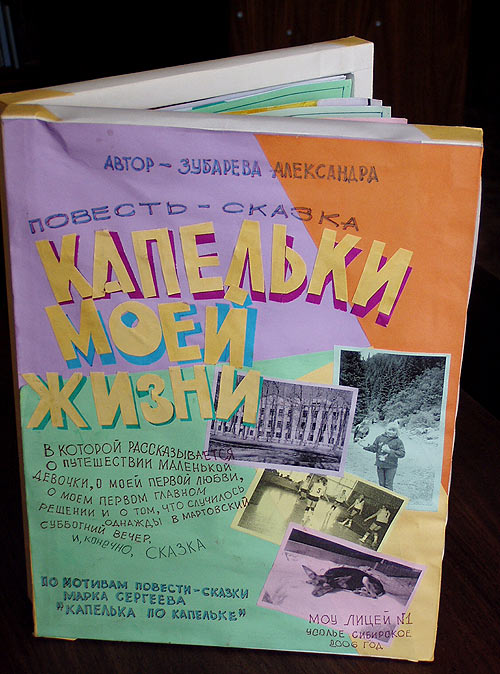 АВТОР – ЗУБАРЕВА АЛЕКСАНДРА
ПОВЕСТЬ – СКАЗКА
КАПЕЛЬКИ
МОЕЙ
ЖИЗНИ
В КОТОРОЙ РАССКАЗЫВАЕТСЯ
О ПУТЕШЕСТВИИ МАЛЕНЬКОЙ
ДЕВОЧКИ, О МОЕЙ ПЕРВОЙ ЛЮБВИ,
О МОЕМ ПЕРВОМ ГЛАВНОМ
РЕШЕНИИ И О ТОМ, ЧТО СЛУЧИЛОСЬ
ОДНАЖДЫ В МАРТОВСКИЙ
СУББОТНИЙ ВЕЧЕР,
И, КОНЕЧНО, СКАЗКА
ПО МОТИВАМ ПОВЕСТИ-СКАЗКИ
МАРКА СЕРГЕЕВА
"КАПЕЛЬКА ПО КАПЕЛЬКЕ"
МОУ ЛИЦЕЙ №1
УСОЛЬЕ СИБИРСКОЕ
2006 ГОД